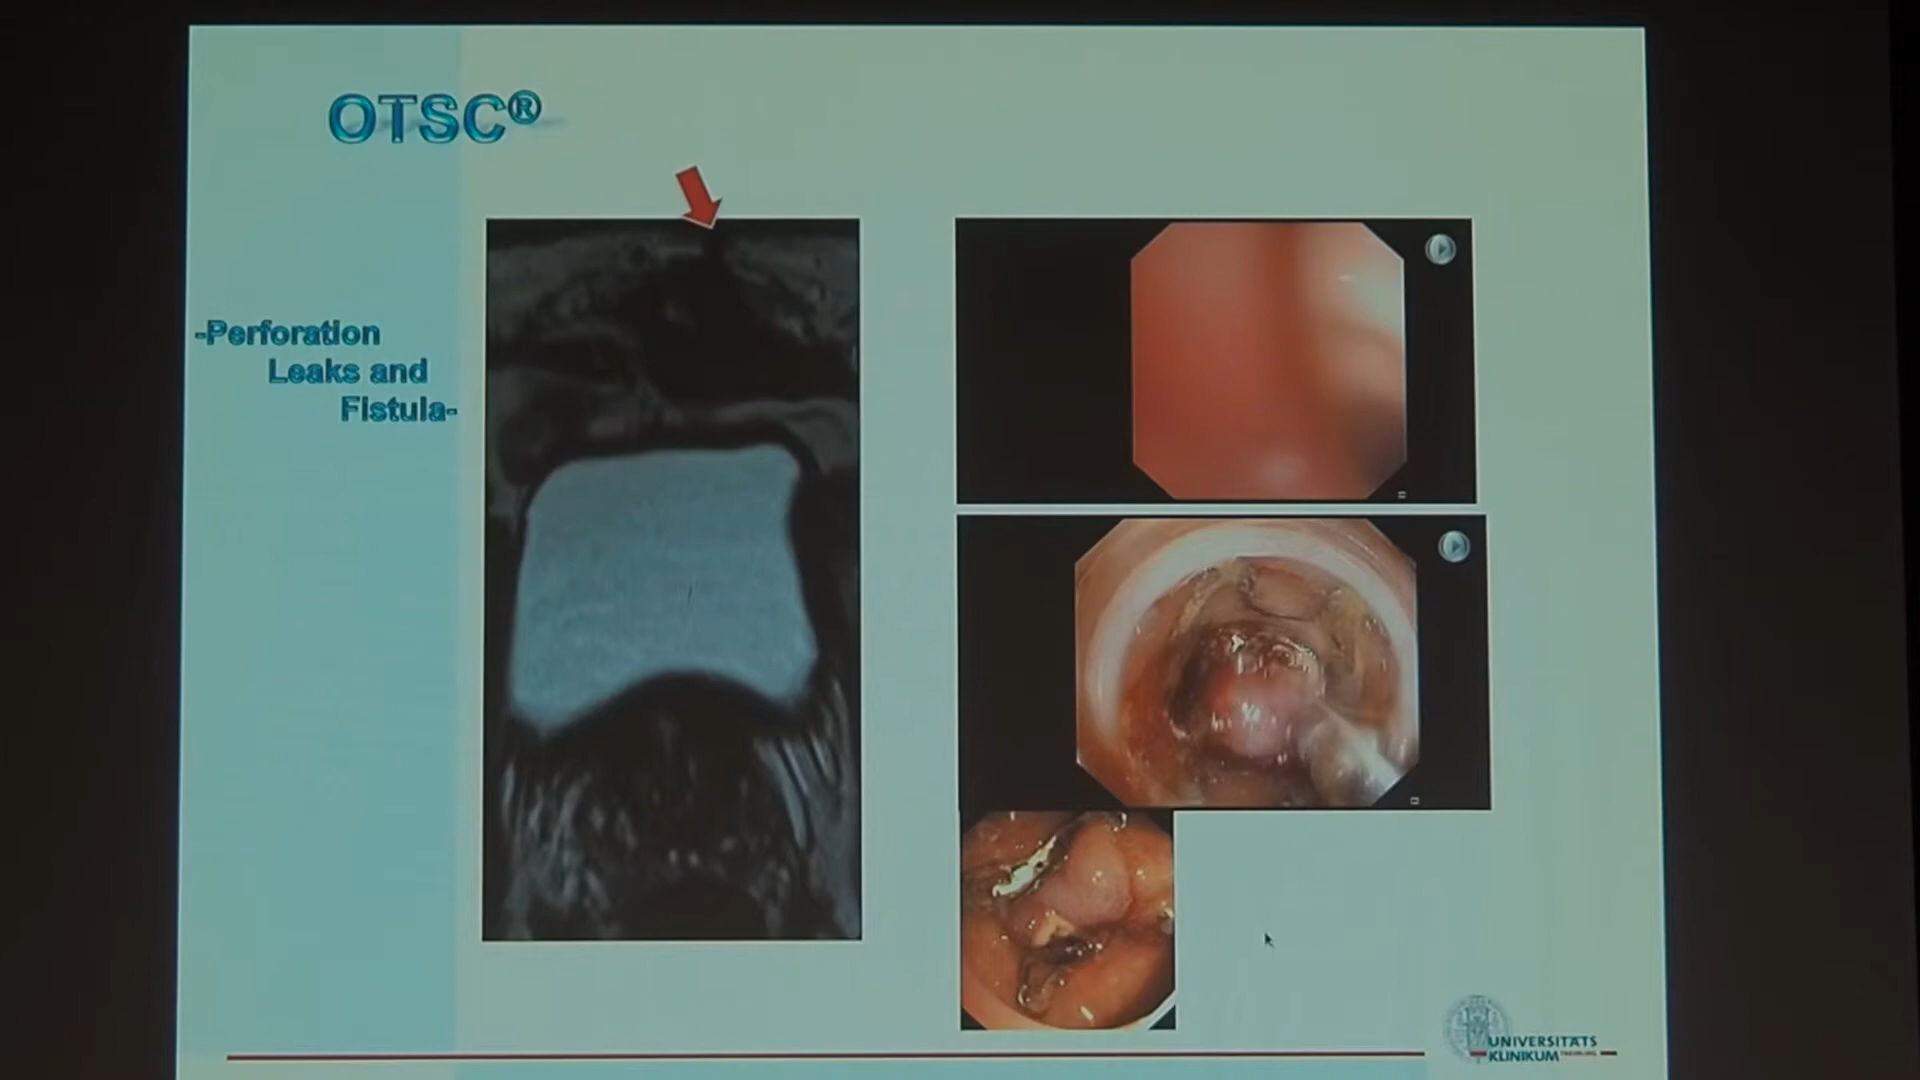 OTSC®
-Perforation
Leaks and
Fistula-
UNIVERSITÄTS
KLINIKUM